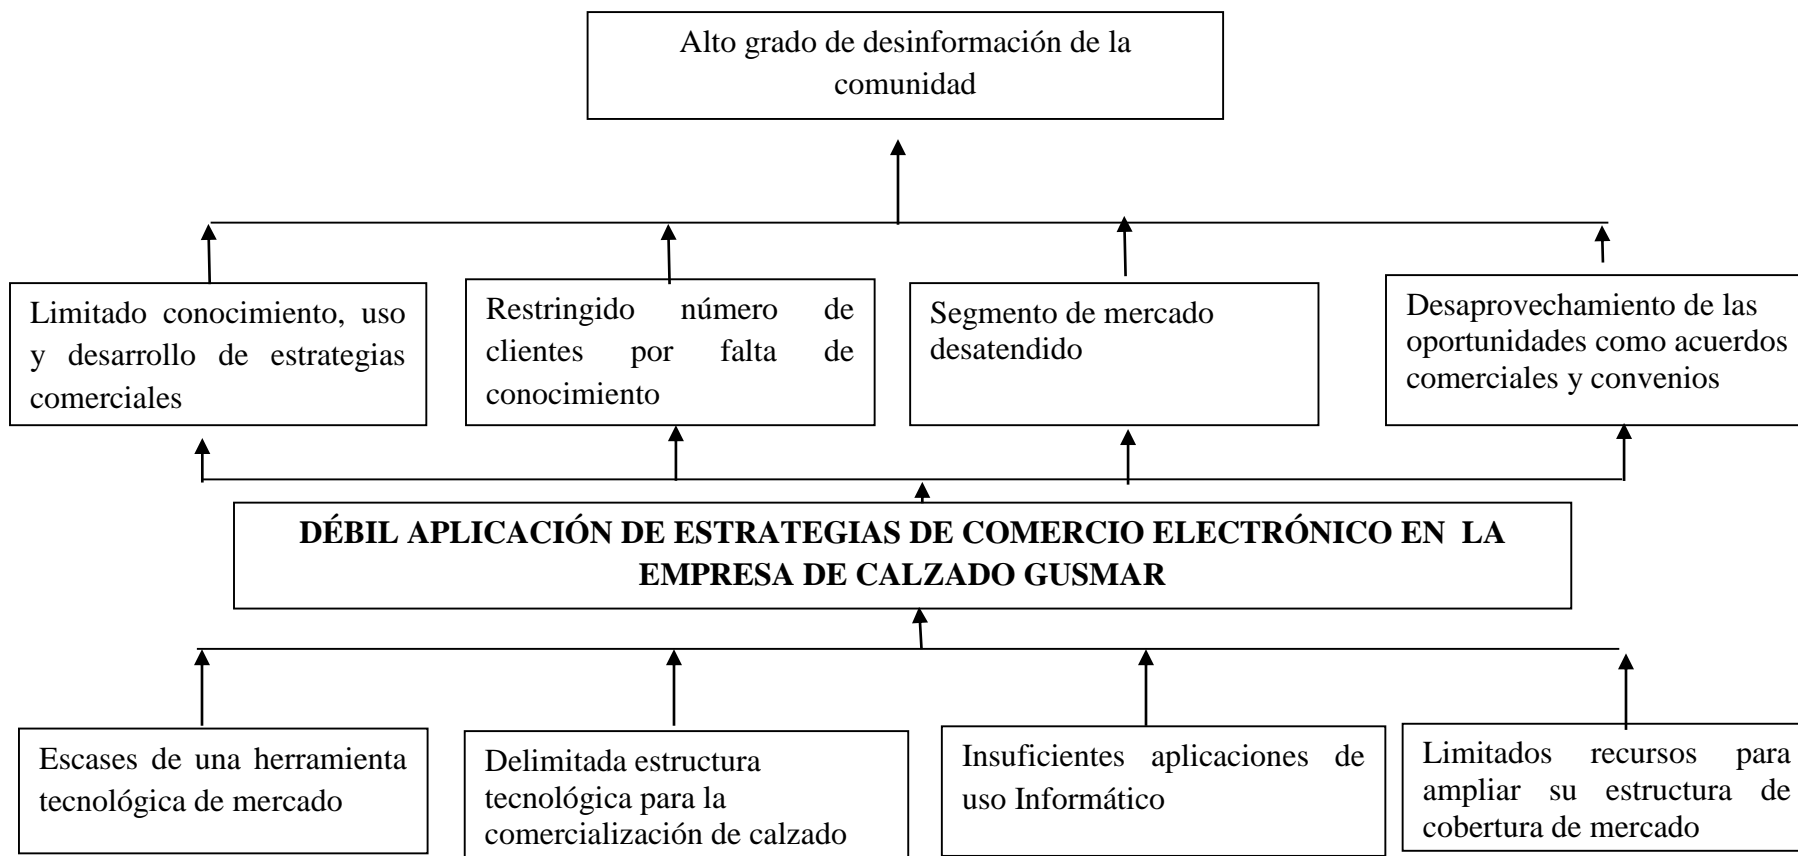 Alto grado de desinformación de la
comunidad
Limitado conocimiento, uso
y desarrollo de estrategias
comerciales
Restringido número de
clientes por falta de
conocimiento
Segmento de mercado
desatendido
Desaprovechamiento de las
oportunidades como acuerdos
comerciales y convenios
DÉBIL APLICACIÓN DE ESTRATEGIAS DE COMERCIO ELECTRÓNICO EN LA
EMPRESA DE CALZADO GUSMAR
Escases de una herramienta
tecnológica de mercado
Delimitada estructura
tecnológica para la
comercialización de calzado
Insuficientes aplicaciones de
uso Informático
Limitados recursos para
ampliar su estructura de
cobertura de mercado